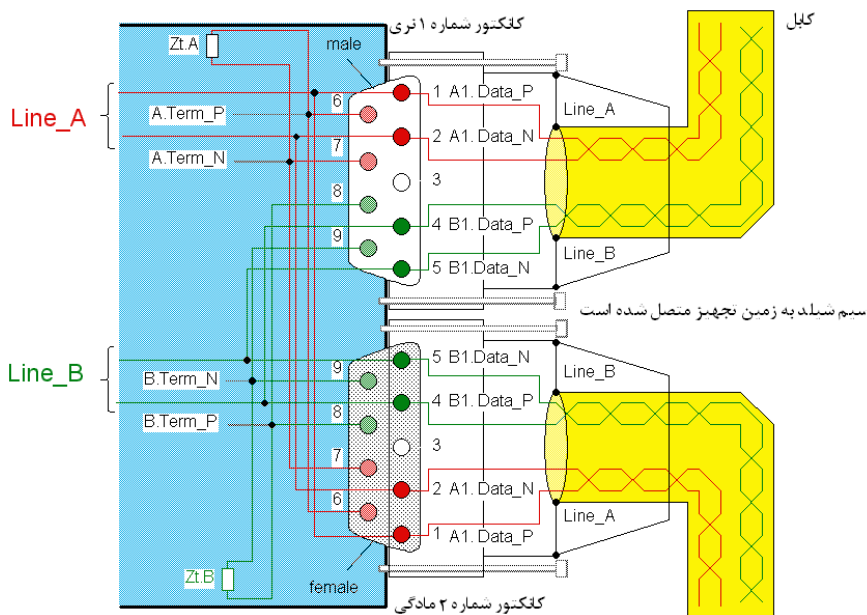 کانکتور شماره ۱ نری
کابل
Zt.A
male
Line_A
6
1 A1.Data_P
Line_A
A.Term_P
7
2 A1.Data_N
A.Term_N
3
8
4 B1.Data_P
9
5 B1.Data_N
Line_B
سیم شیلد به زمین تجهیز متصل شده است
Line_B
9
5 B1.Data_N
Line_B
B.Term_N
8
4 B1.Data_P
B.Term_P
3
7
2 A1.Data_N
6
Line_A
1 A1.Data_P
Zt.B
female
کانکتور شماره ۲ مادگی